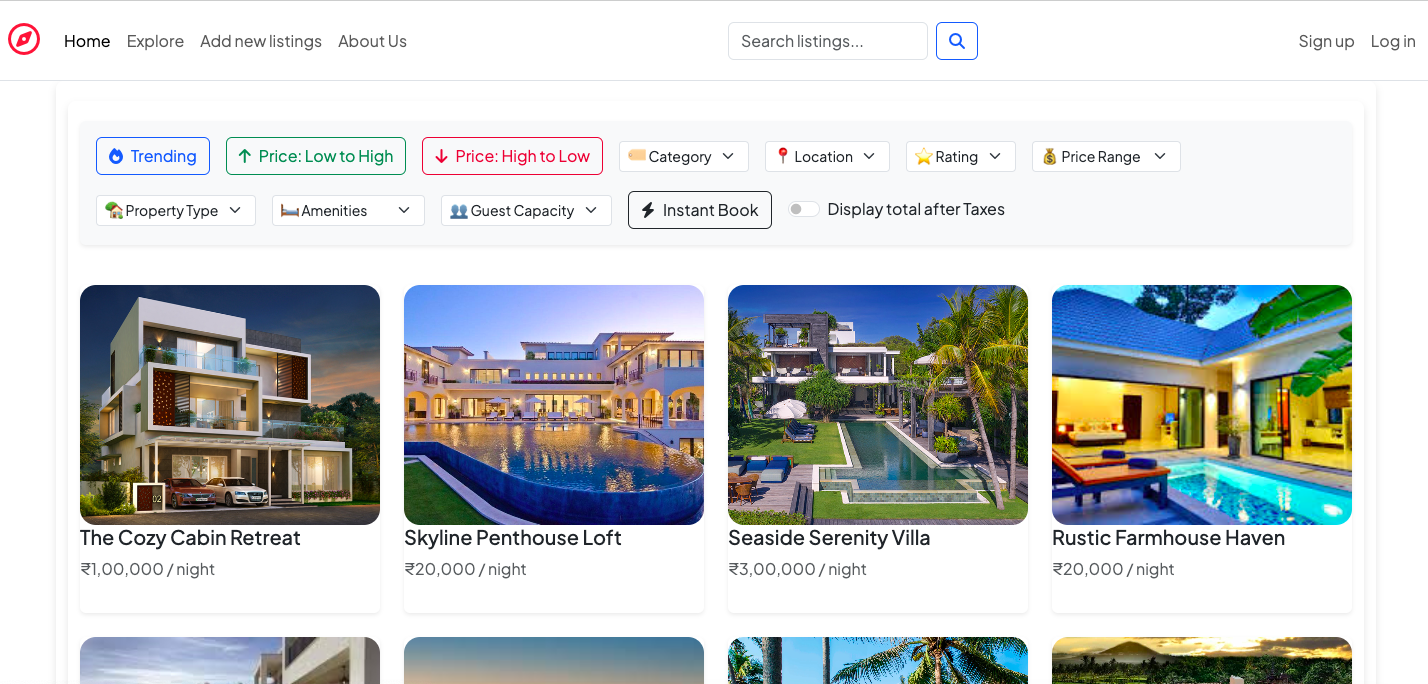 Home Explore Add new listings About Us Search listings... Sign up Log in
Trending Price: Low to High Price: High to Low Category Location Rating Price Range
Property Type Amenities Guest Capacity Instant Book Display total after Taxes
02
The Cozy Cabin Retreat
₹1,00,000 / night
Skyline Penthouse Loft
₹20,000 / night
Seaside Serenity Villa
₹3,00,000 / night
Rustic Farmhouse Haven
₹20,000 / night